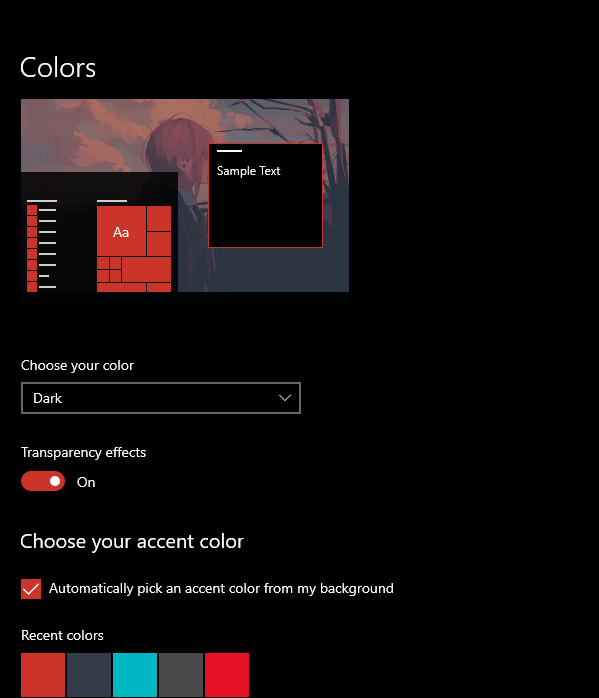 Colors
Sample Text
Aa
Choose your color
Dark
Transparency effects
On
Choose your accent color
Automatically pick an accent color from my background
Recent colors